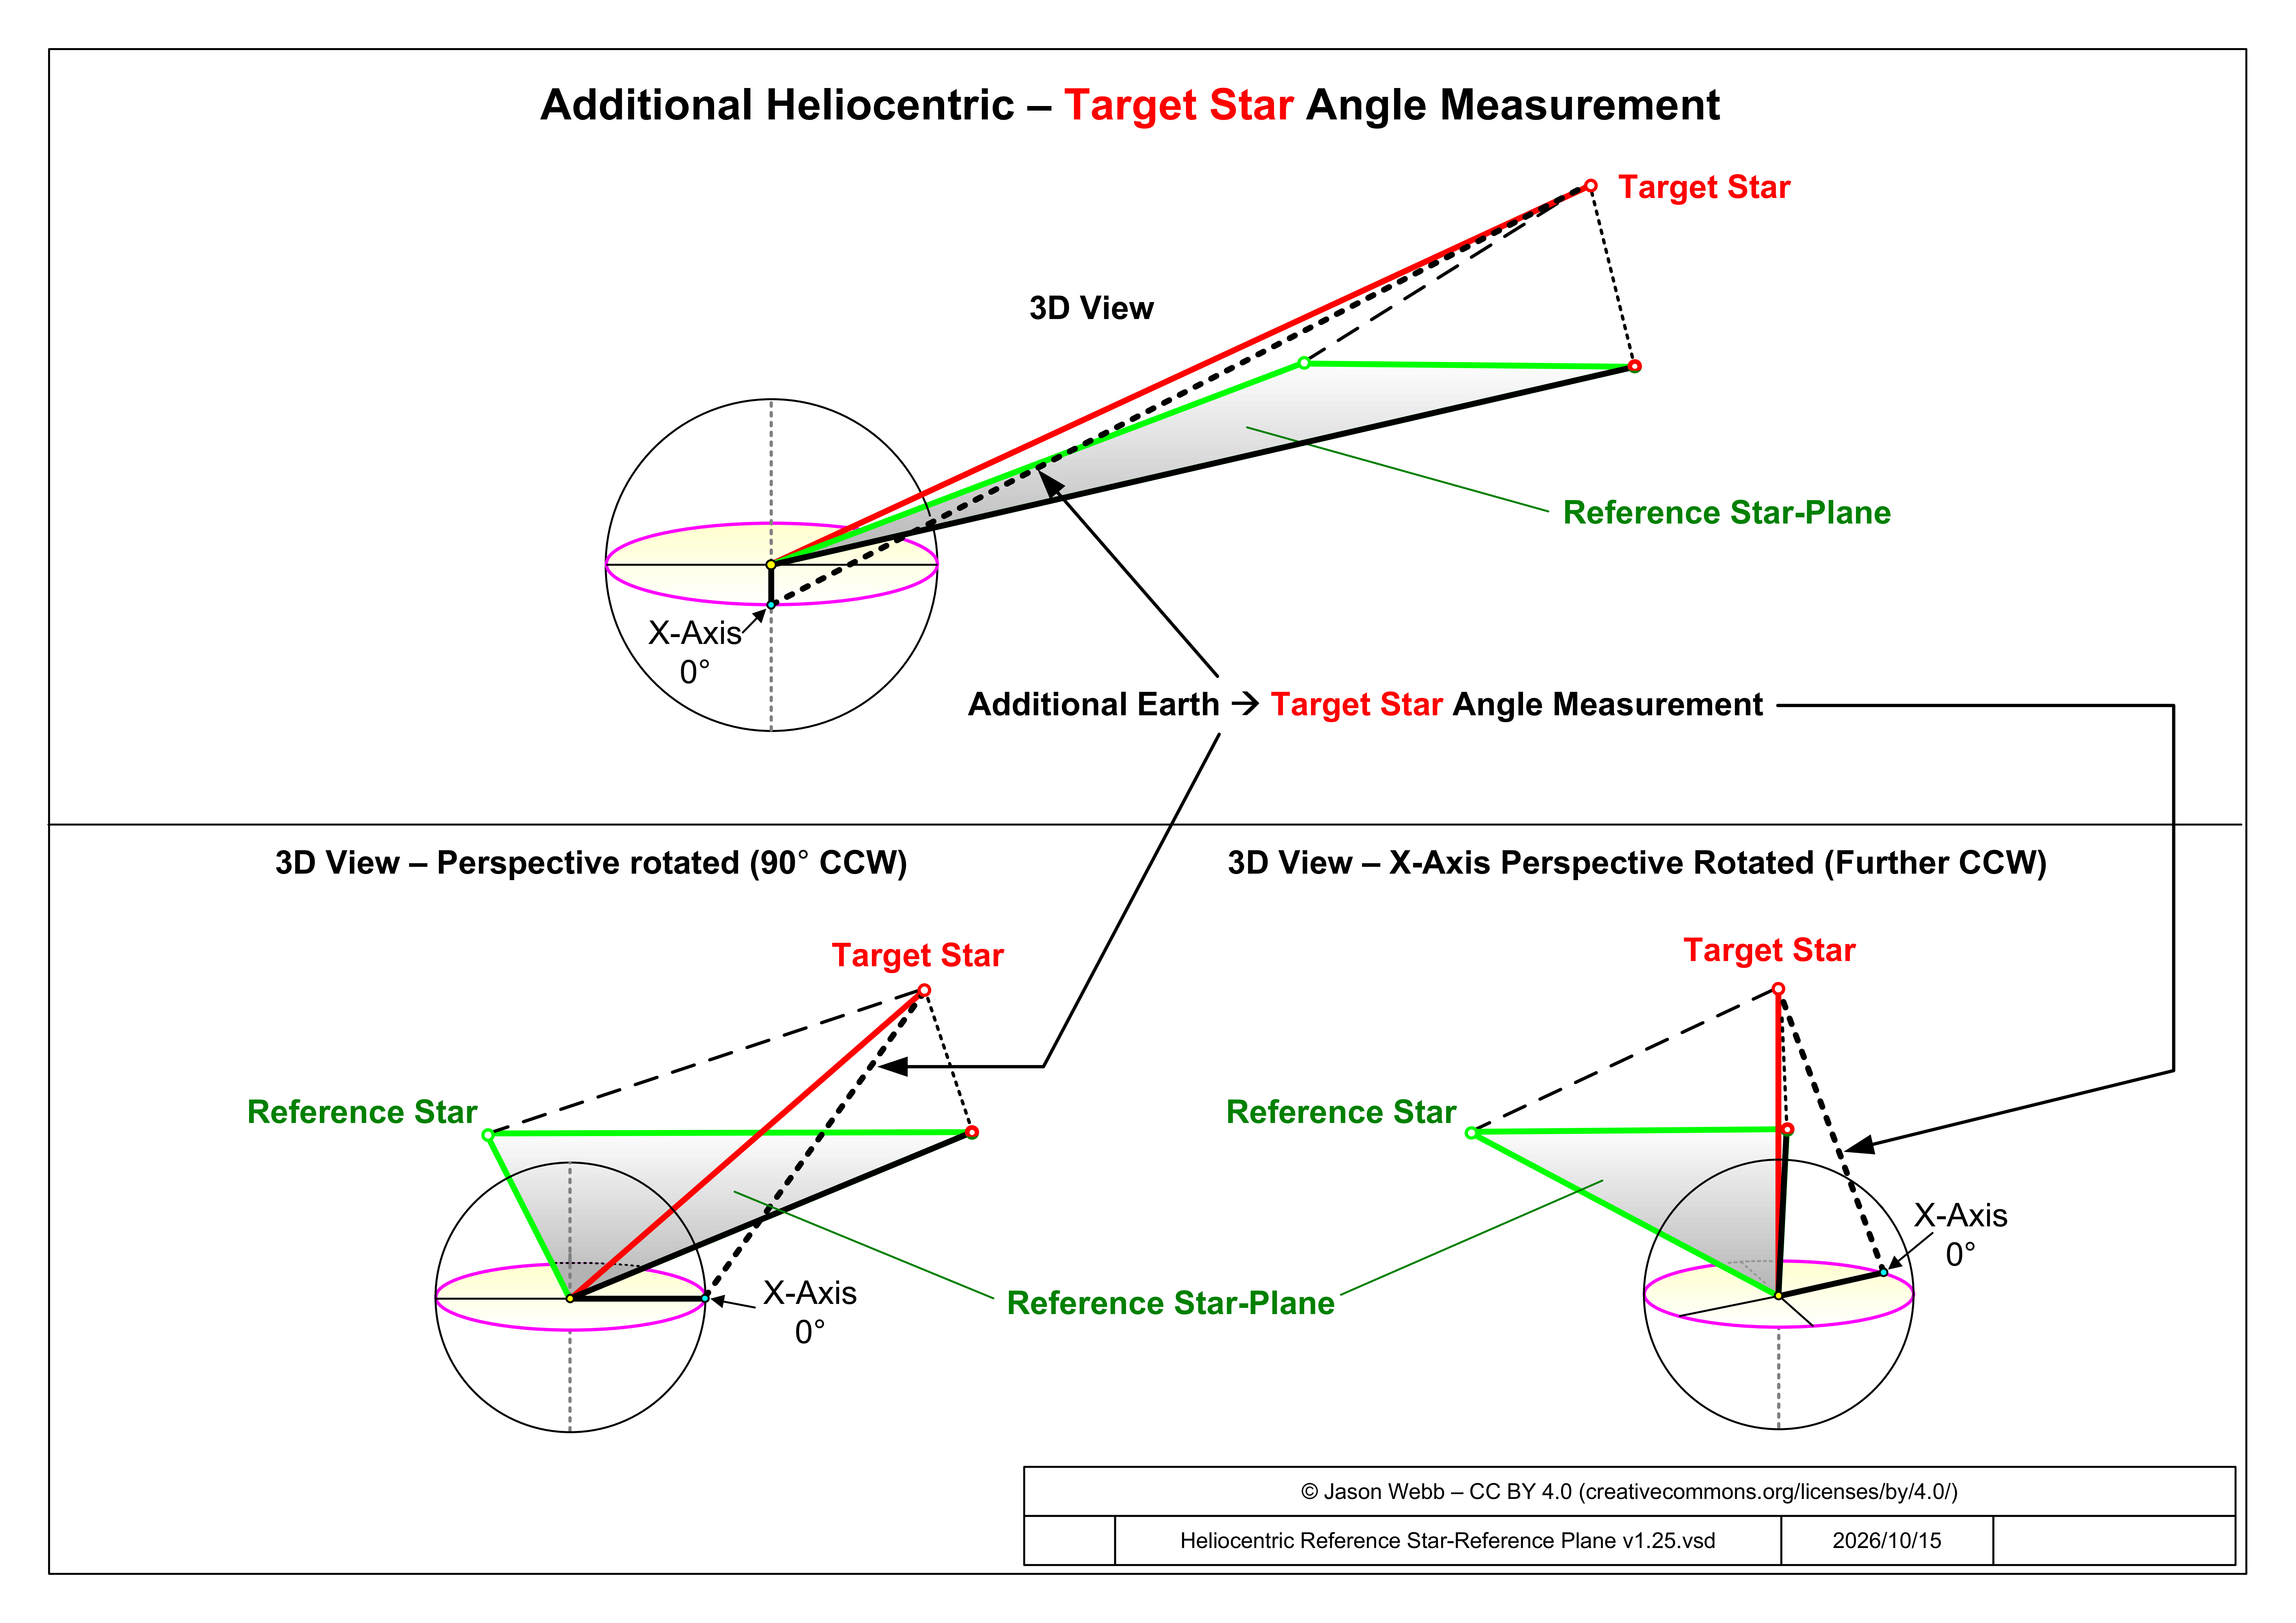 Additional Heliocentric – Target Star Angle Measurement
Target Star
3D View
Reference Star-Plane
X-Axis
0°
Additional Earth → Target Star Angle Measurement
3D View – Perspective rotated (90° CCW)
3D View – X-Axis Perspective Rotated (Further CCW)
Target Star
Target Star
Reference Star
Reference Star
X-Axis
0°
X-Axis
0°
Reference Star-Plane
© Jason Webb – CC BY 4.0 (creativecommons.org/licenses/by/4.0/)
Heliocentric Reference Star-Reference Plane v1.25.vsd
2026/10/15